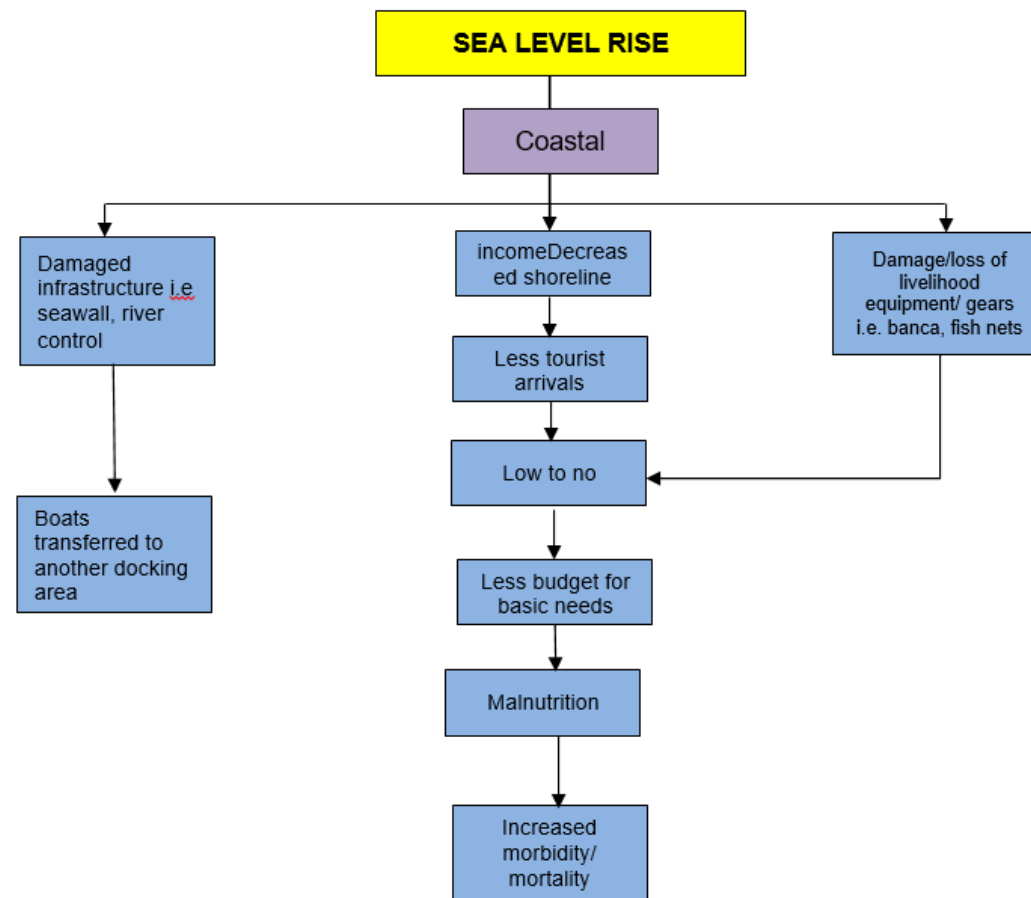 SEA LEVEL RISE
Coastal
Damaged
infrastructure i.e
seawall, river
control
Boats
transferred to
another docking
area
incomeDecreas
ed shoreline
Less tourist
arrivals
Low to no
Less budget for
basic needs
Malnutrition
Increased
morbidity/
mortality
Damage/loss of
livelihood
equipment/ gears
i.e. banca, fish nets